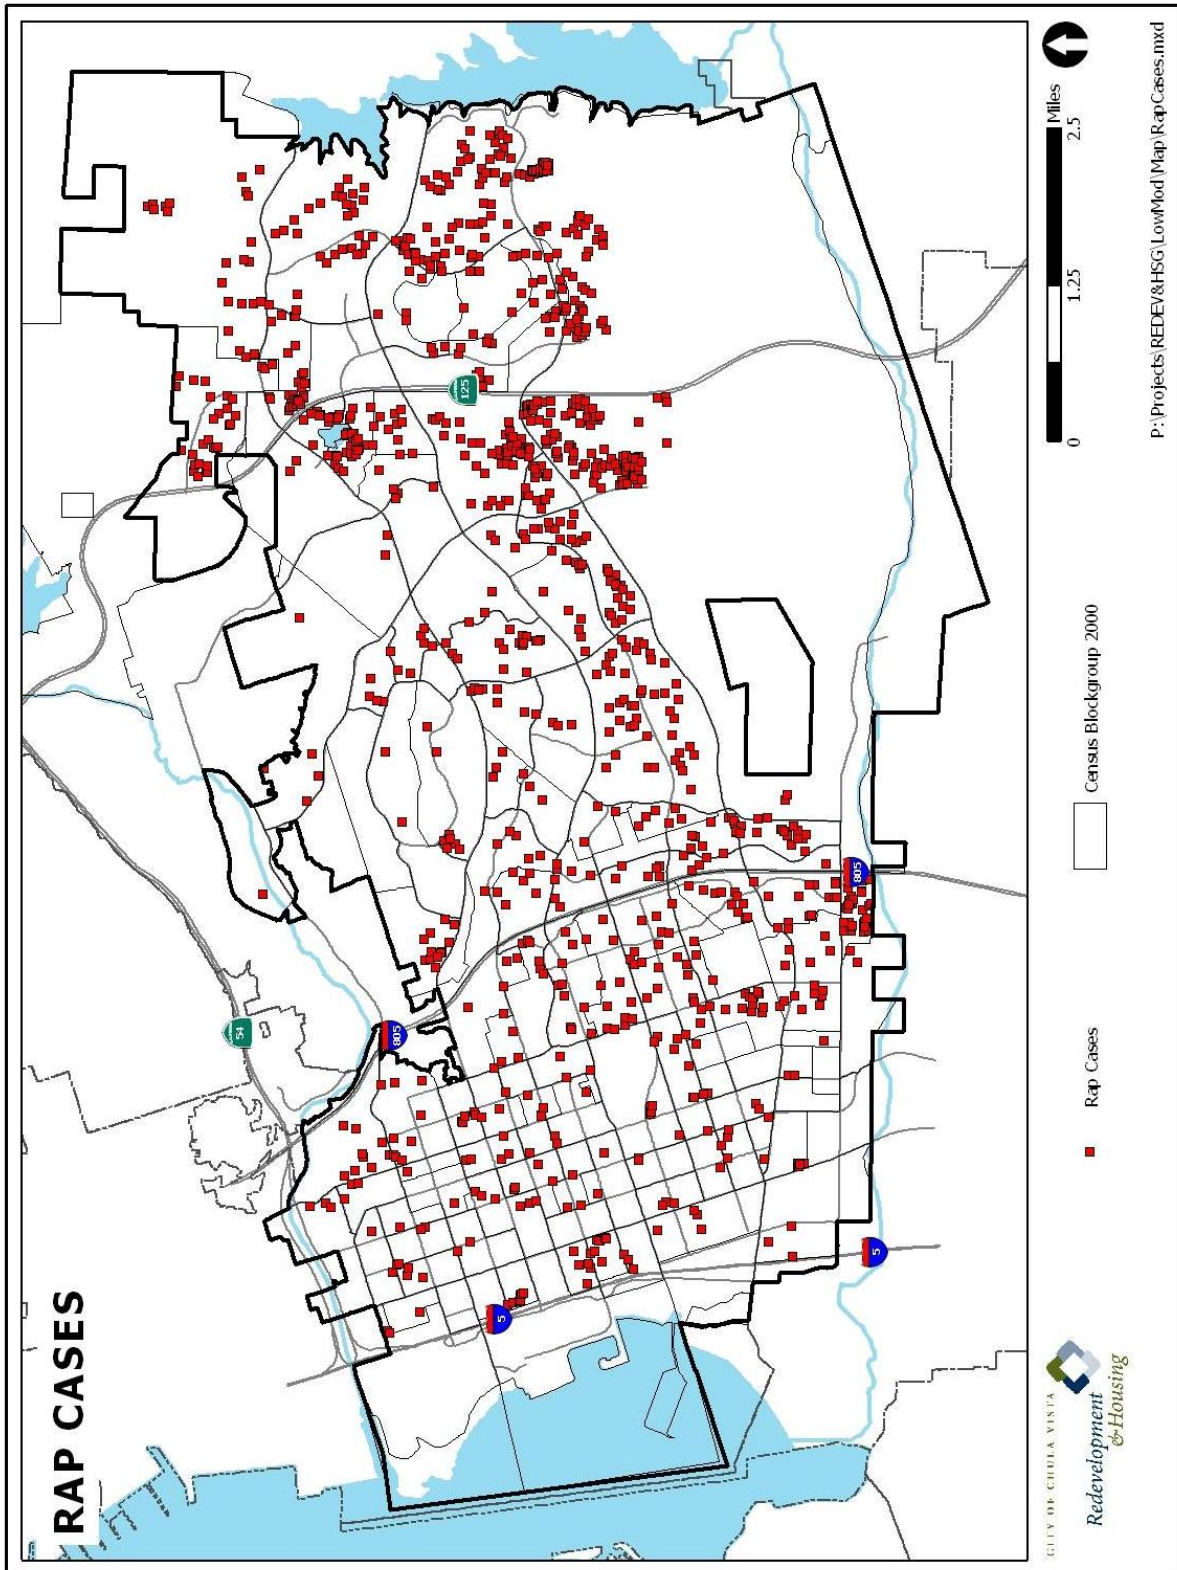 RAP CASES
54
805
125
5
805
5
CITY OF CHULA VISTA
Redevelopment
& Housing
Rap Cases
Census Blockgroup 2000
0
1.25
2.5
Miles
P:\Projects\REDEV&HSG\LowMod\Map\RapCases.mxd